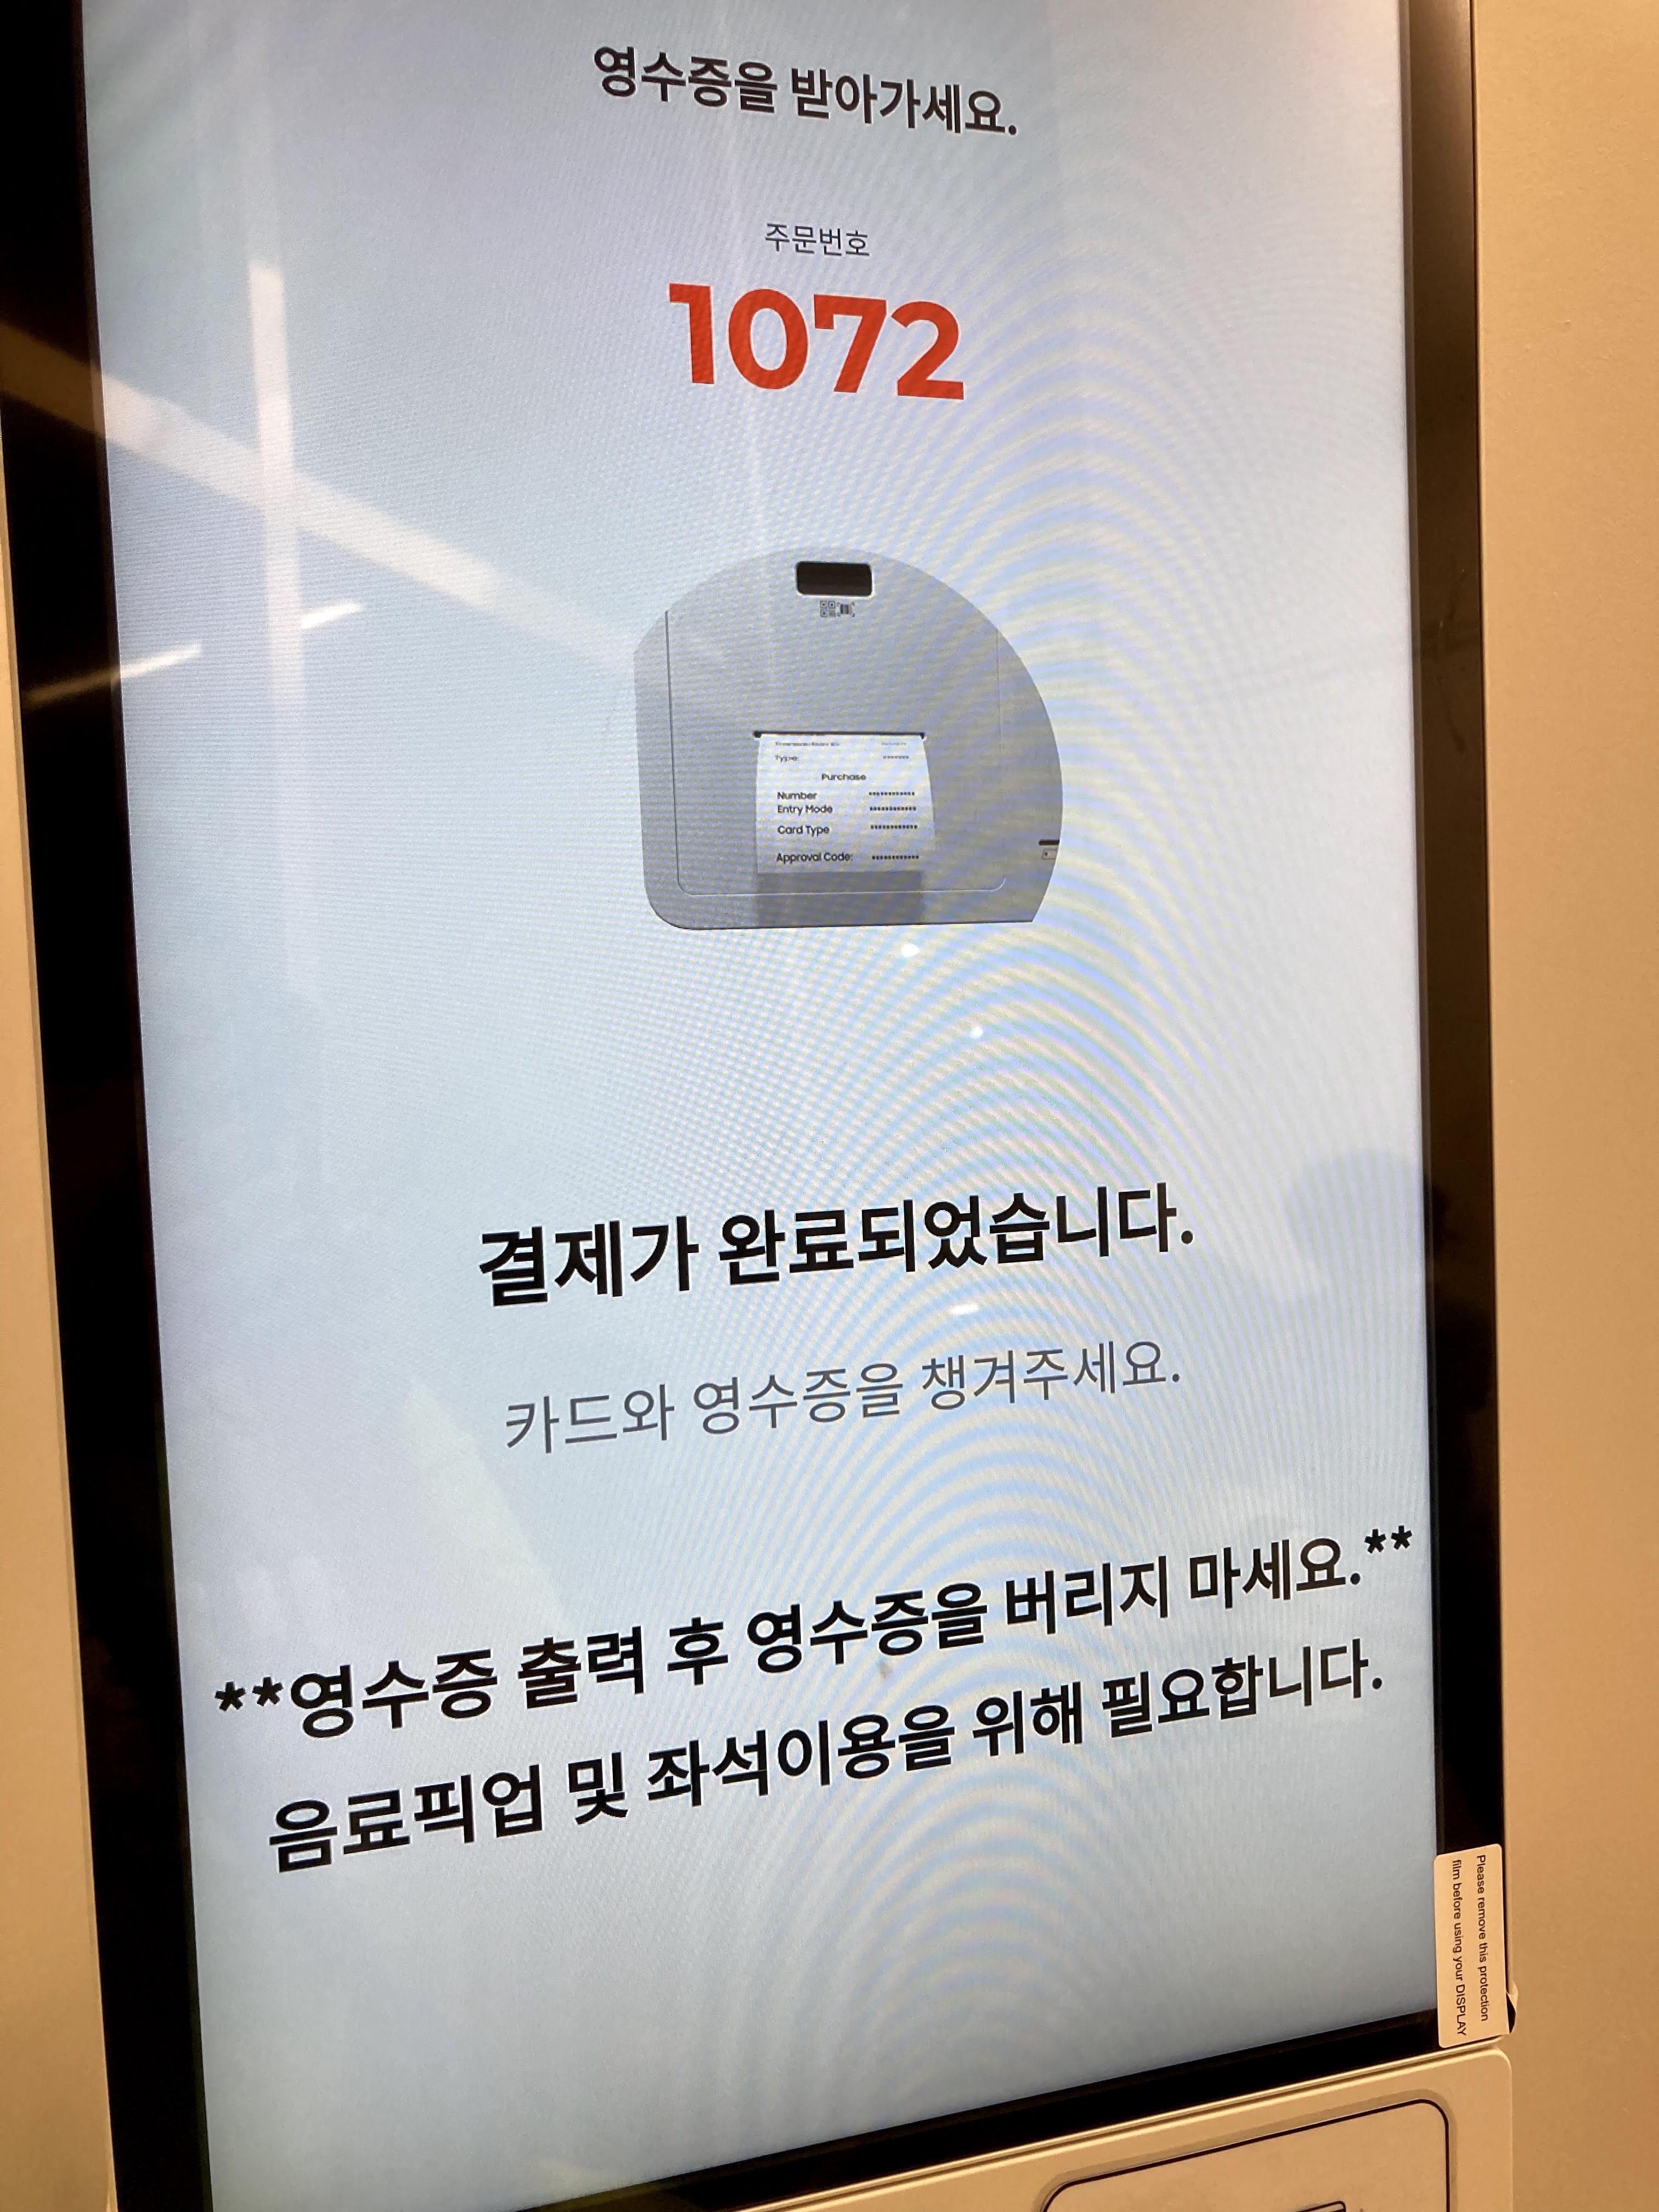 영수증을 받아가세요.
주문번호
1072
Type:
Purchase
Number ************
Entry Mode ************
Card Type ************
Approval Code: ************
결제가 완료되었습니다.
카드와 영수증을 챙겨주세요.
**영수증 출력 후 영수증을 버리지 마세요.**
음료픽업 및 좌석이용을 위해 필요합니다.
Please remove this protection
film before using your DISPLAY